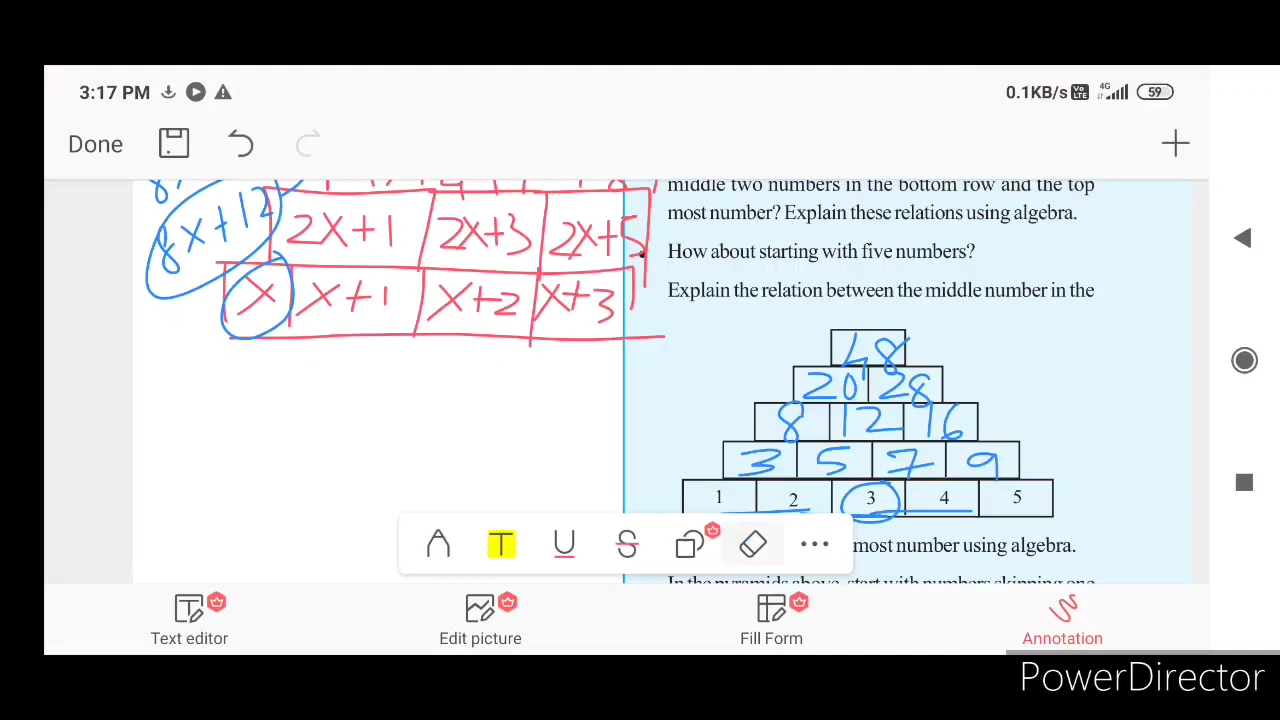 3:17 PM
0.1KB/s Vo LTE 4G 59
Done
8x+12
2x+1 2x+3 2x+5
x x+1 x+2 x+3
middle two numbers in the bottom row and the top
most number? Explain these relations using algebra.
How about starting with five numbers?
Explain the relation between the middle number in the
48
20 28
8 12 16
3 5 7 9
1 2 3 4 5
most number using algebra.
Text editor
Edit picture
Fill Form
Annotation
PowerDirector